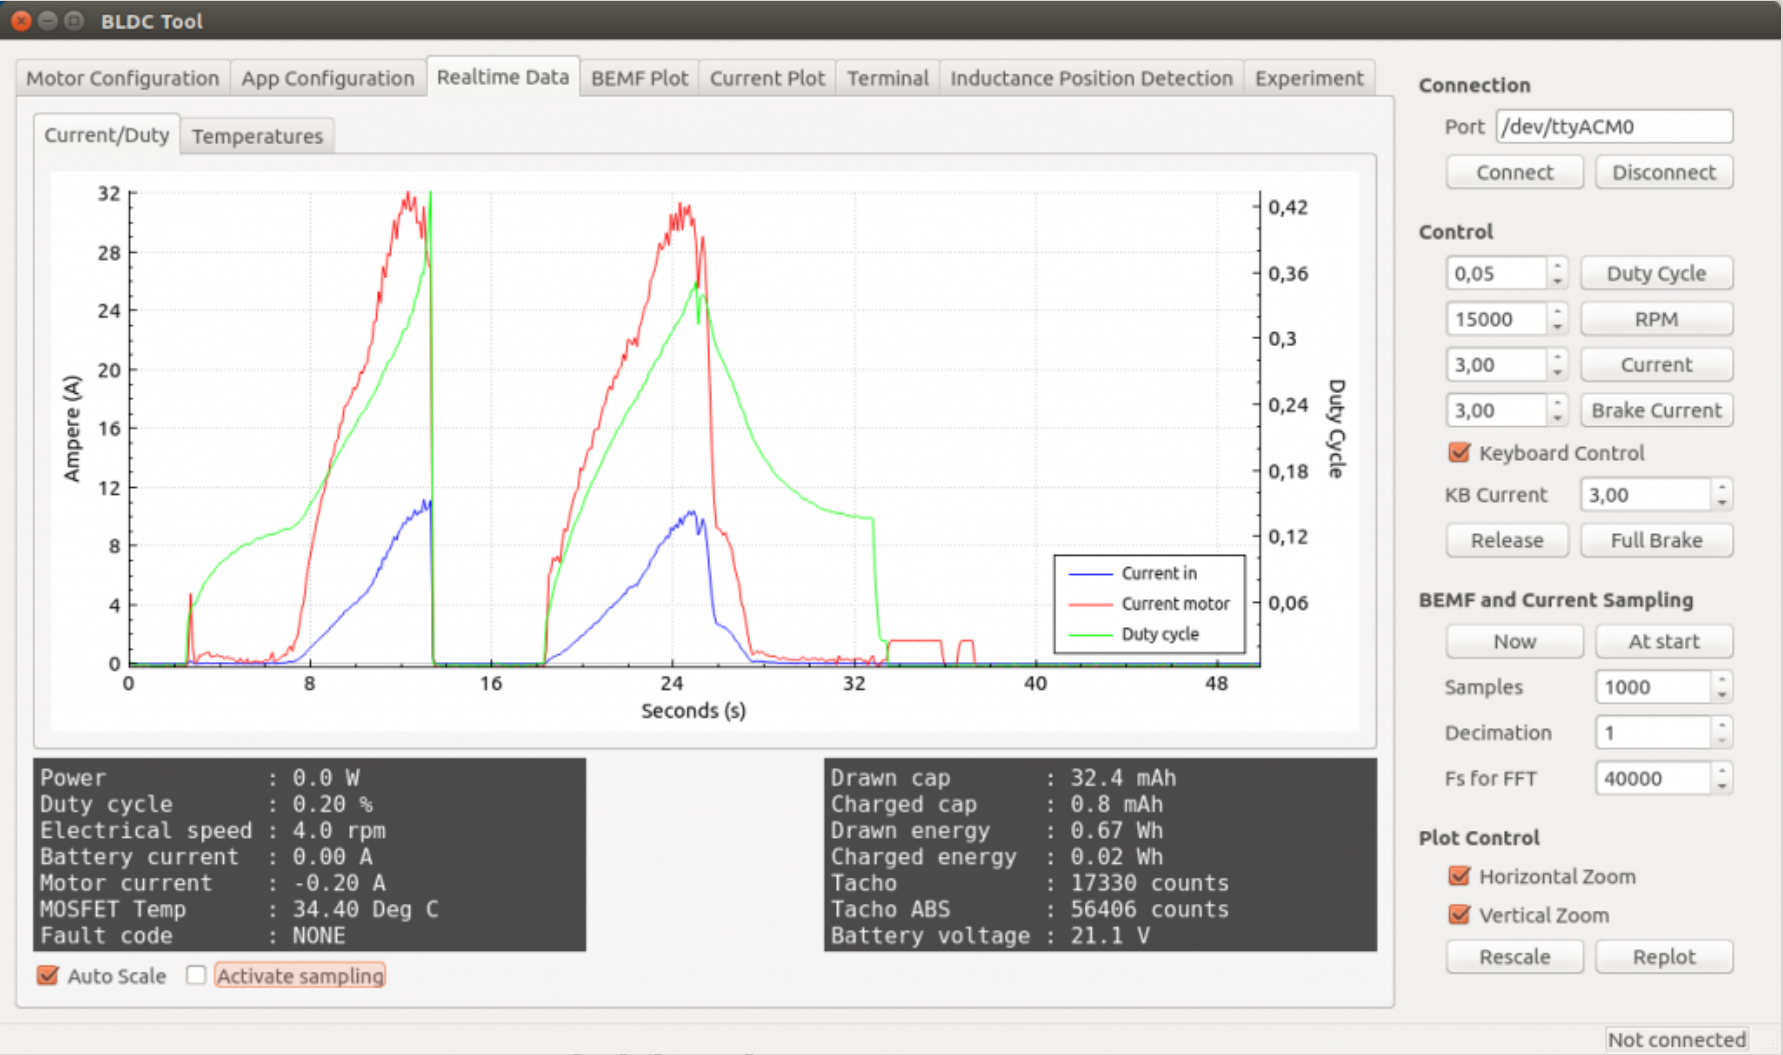 BLDC Tool
Motor Configuration App Configuration Realtime Data BEMF Plot Current Plot Terminal Inductance Position Detection Experiment
Current/Duty Temperatures
32
28
24
20
16
12
8
4
0
Ampere (A)
0 8 16 24 32 40 48
Seconds (s)
0,42
0,36
0,3
0,24
0,18
0,12
0,06
Duty Cycle
Current in
Current motor
Duty cycle
Power : 0.0 W
Duty cycle : 0.20 %
Electrical speed : 4.0 rpm
Battery current : 0.00 A
Motor current : -0.20 A
MOSFET Temp : 34.40 Deg C
Fault code : NONE
Drawn cap : 32.4 mAh
Charged cap : 0.8 mAh
Drawn energy : 0.67 Wh
Charged energy : 0.02 Wh
Tacho : 17330 counts
Tacho ABS : 56406 counts
Battery voltage : 21.1 V
Auto Scale Activate sampling
Connection
Port /dev/ttyACM0
Connect Disconnect
Control
0,05 Duty Cycle
15000 RPM
3,00 Current
3,00 Brake Current
Keyboard Control
KB Current 3,00
Release Full Brake
BEMF and Current Sampling
Now At start
Samples 1000
Decimation 1
Fs for FFT 40000
Plot Control
Horizontal Zoom
Vertical Zoom
Rescale Replot
Not connected